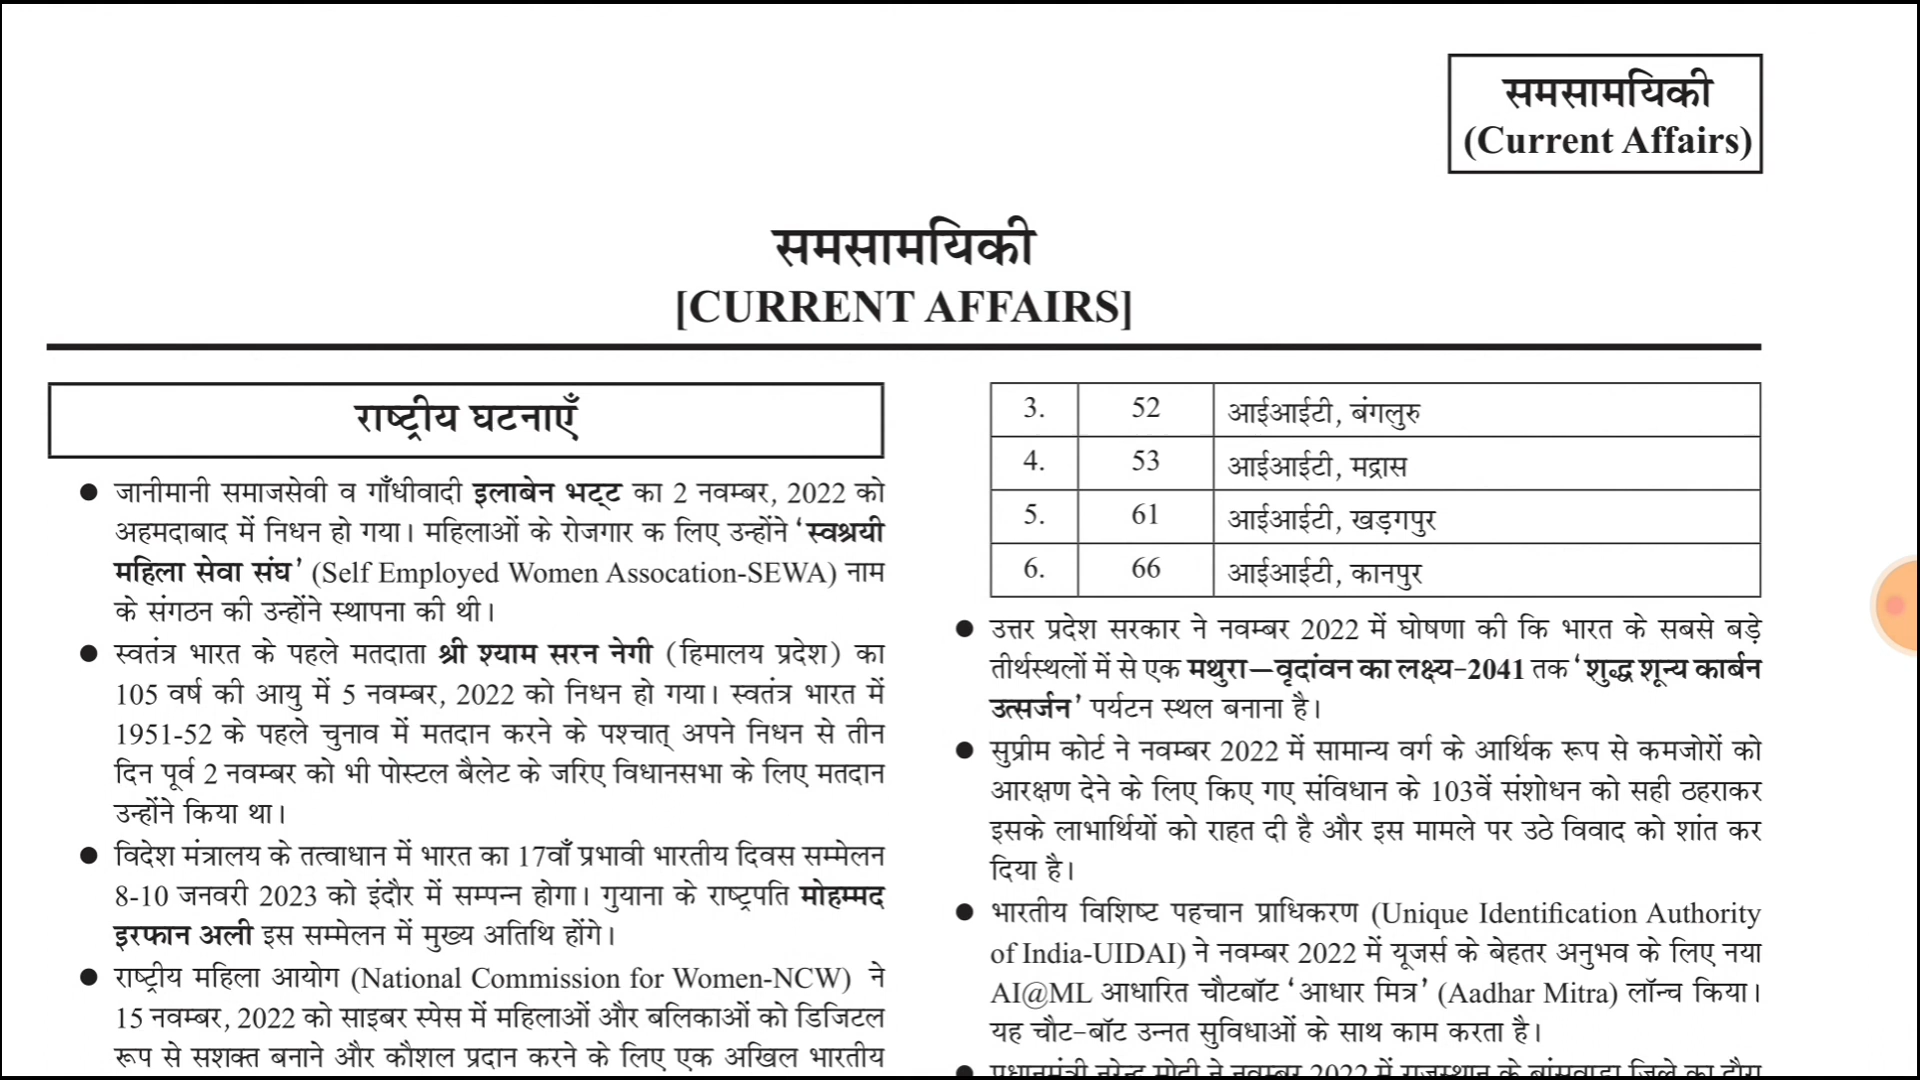 समसामयिकी
(Current Affairs)
समसामयिकी
[CURRENT AFFAIRS]
राष्ट्रीय घटनाएँ
● जानीमानी समाजसेवी व गाँधीवादी इलाबेन भट्ट का 2 नवम्बर, 2022 को
अहमदाबाद में निधन हो गया। महिलाओं के रोजगार क लिए उन्होंने ‘स्वश्रयी
महिला सेवा संघ’ (Self Employed Women Assocation-SEWA) नाम
के संगठन की उन्होंने स्थापना की थी।
● स्वतंत्र भारत के पहले मतदाता श्री श्याम सरन नेगी (हिमालय प्रदेश) का
105 वर्ष की आयु में 5 नवम्बर, 2022 को निधन हो गया। स्वतंत्र भारत में
1951-52 के पहले चुनाव में मतदान करने के पश्चात् अपने निधन से तीन
दिन पूर्व 2 नवम्बर को भी पोस्टल बैलेट के जरिए विधानसभा के लिए मतदान
उन्होंने किया था।
● विदेश मंत्रालय के तत्वाधान में भारत का 17वाँ प्रभावी भारतीय दिवस सम्मेलन
8-10 जनवरी 2023 को इंदौर में सम्पन्न होगा। गुयाना के राष्ट्रपति मोहम्मद
इरफान अली इस सम्मेलन में मुख्य अतिथि होंगे।
● राष्ट्रीय महिला आयोग (National Commission for Women-NCW) ने
15 नवम्बर, 2022 को साइबर स्पेस में महिलाओं और बलिकाओं को डिजिटल
रूप से सशक्त बनाने और कौशल प्रदान करने के लिए एक अखिल भारतीय
3. 52 आईआईटी, बंगलुरु
4. 53 आईआईटी, मद्रास
5. 61 आईआईटी, खड़गपुर
6. 66 आईआईटी, कानपुर
● उत्तर प्रदेश सरकार ने नवम्बर 2022 में घोषणा की कि भारत के सबसे बड़े
तीर्थस्थलों में से एक मथुरा—वृदांवन का लक्ष्य-2041 तक ‘शुद्ध शून्य कार्बन
उत्सर्जन’ पर्यटन स्थल बनाना है।
● सुप्रीम कोर्ट ने नवम्बर 2022 में सामान्य वर्ग के आर्थिक रूप से कमजोरों को
आरक्षण देने के लिए किए गए संविधान के 103वें संशोधन को सही ठहराकर
इसके लाभार्थियों को राहत दी है और इस मामले पर उठे विवाद को शांत कर
दिया है।
● भारतीय विशिष्ट पहचान प्राधिकरण (Unique Identification Authority
of India-UIDAI) ने नवम्बर 2022 में यूजर्स के बेहतर अनुभव के लिए नया
AI@ML आधारित चौटबॉट ‘आधार मित्र’ (Aadhar Mitra) लॉन्च किया।
यह चौट-बॉट उन्नत सुविधाओं के साथ काम करता है।
● प्रधानमंत्री नरेन्द्र मोदी ने नवम्बर 2022 में राजस्थान के बांसवाड़ा जिले का दौरा